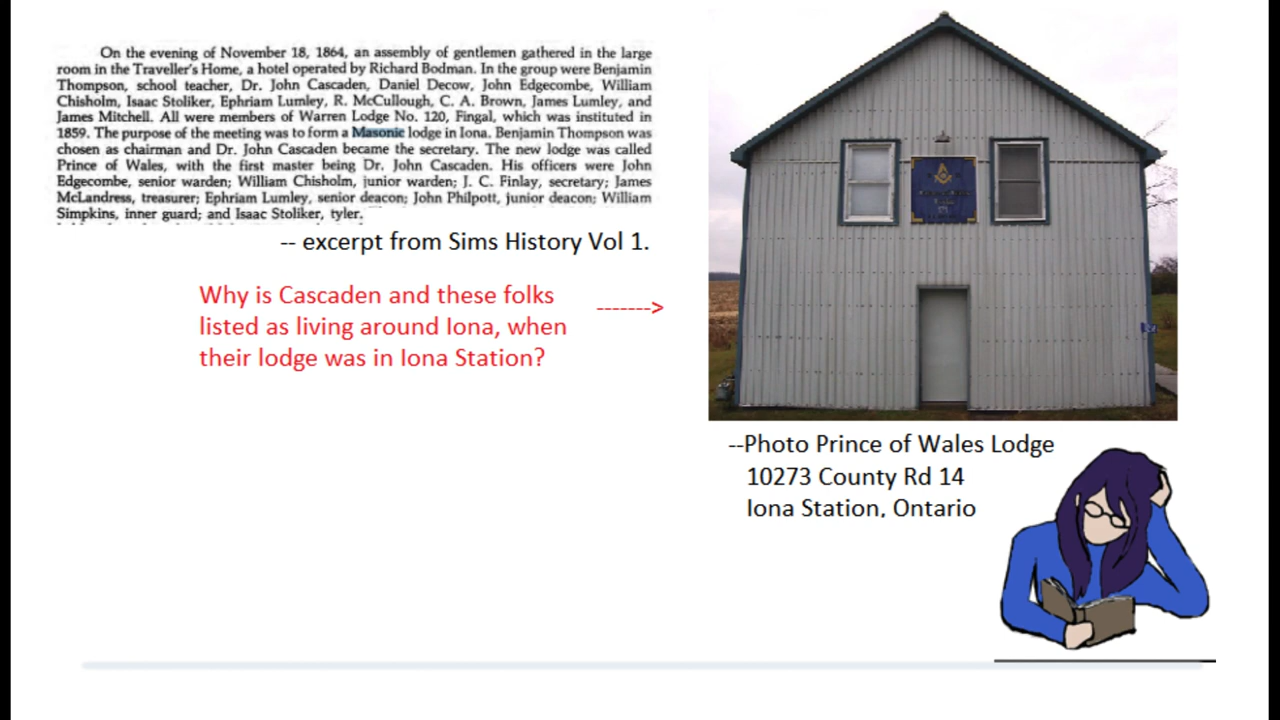 On the evening of November 18, 1864, an assembly of gentlemen gathered in the large
room in the Traveller's Home, a hotel operated by Richard Bodman. In the group were Benjamin
Thompson, school teacher, Dr. John Cascaden, Daniel Decow, John Edgecombe, William
Chisholm, Isaac Stoliker, Ephriam Lumley, R. McCullough, C. A. Brown, James Lumley, and
James Mitchell. All were members of Warren Lodge No. 120, Fingal, which was instituted in
1859. The purpose of the meeting was to form a Masonic lodge in Iona. Benjamin Thompson was
chosen as chairman and Dr. John Cascaden became the secretary. The new lodge was called
Prince of Wales, with the first master being Dr. John Cascaden. His officers were John
Edgecombe, senior warden; William Chisholm, junior warden; J. C. Finlay, secretary; James
McLandress, treasurer; Ephriam Lumley, senior deacon; John Philpott, junior deacon; William
Simpkins, inner guard; and Isaac Stoliker, tyler.
-- excerpt from Sims History Vol 1.
Why is Cascaden and these folks
listed as living around Iona, when
their lodge was in Iona Station?
------->
--Photo Prince of Wales Lodge
10273 County Rd 14
Iona Station, Ontario